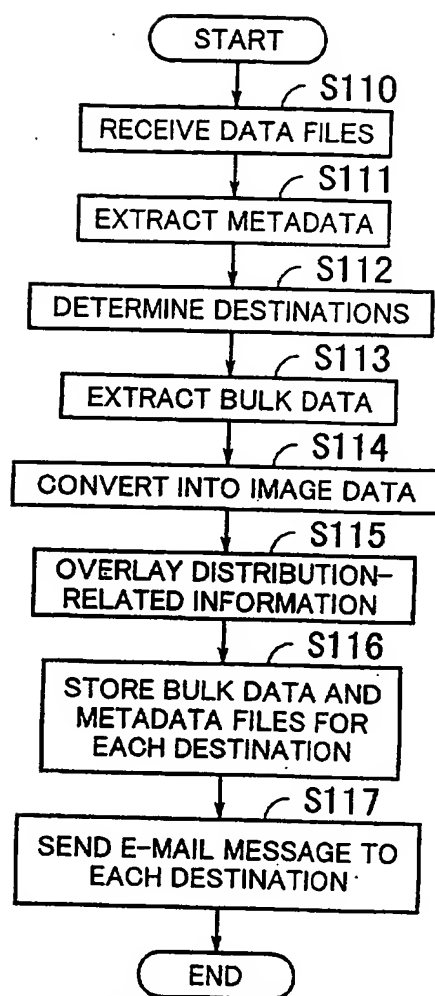 START
S110
RECEIVE DATA FILES
S111
EXTRACT METADATA
S112
DETERMINE DESTINATIONS
S113
EXTRACT BULK DATA
S114
CONVERT INTO IMAGE DATA
S115
OVERLAY DISTRIBUTION-
RELATED INFORMATION
S116
STORE BULK DATA AND
METADATA FILES FOR
EACH DESTINATION
S117
SEND E-MAIL MESSAGE TO
EACH DESTINATION
END